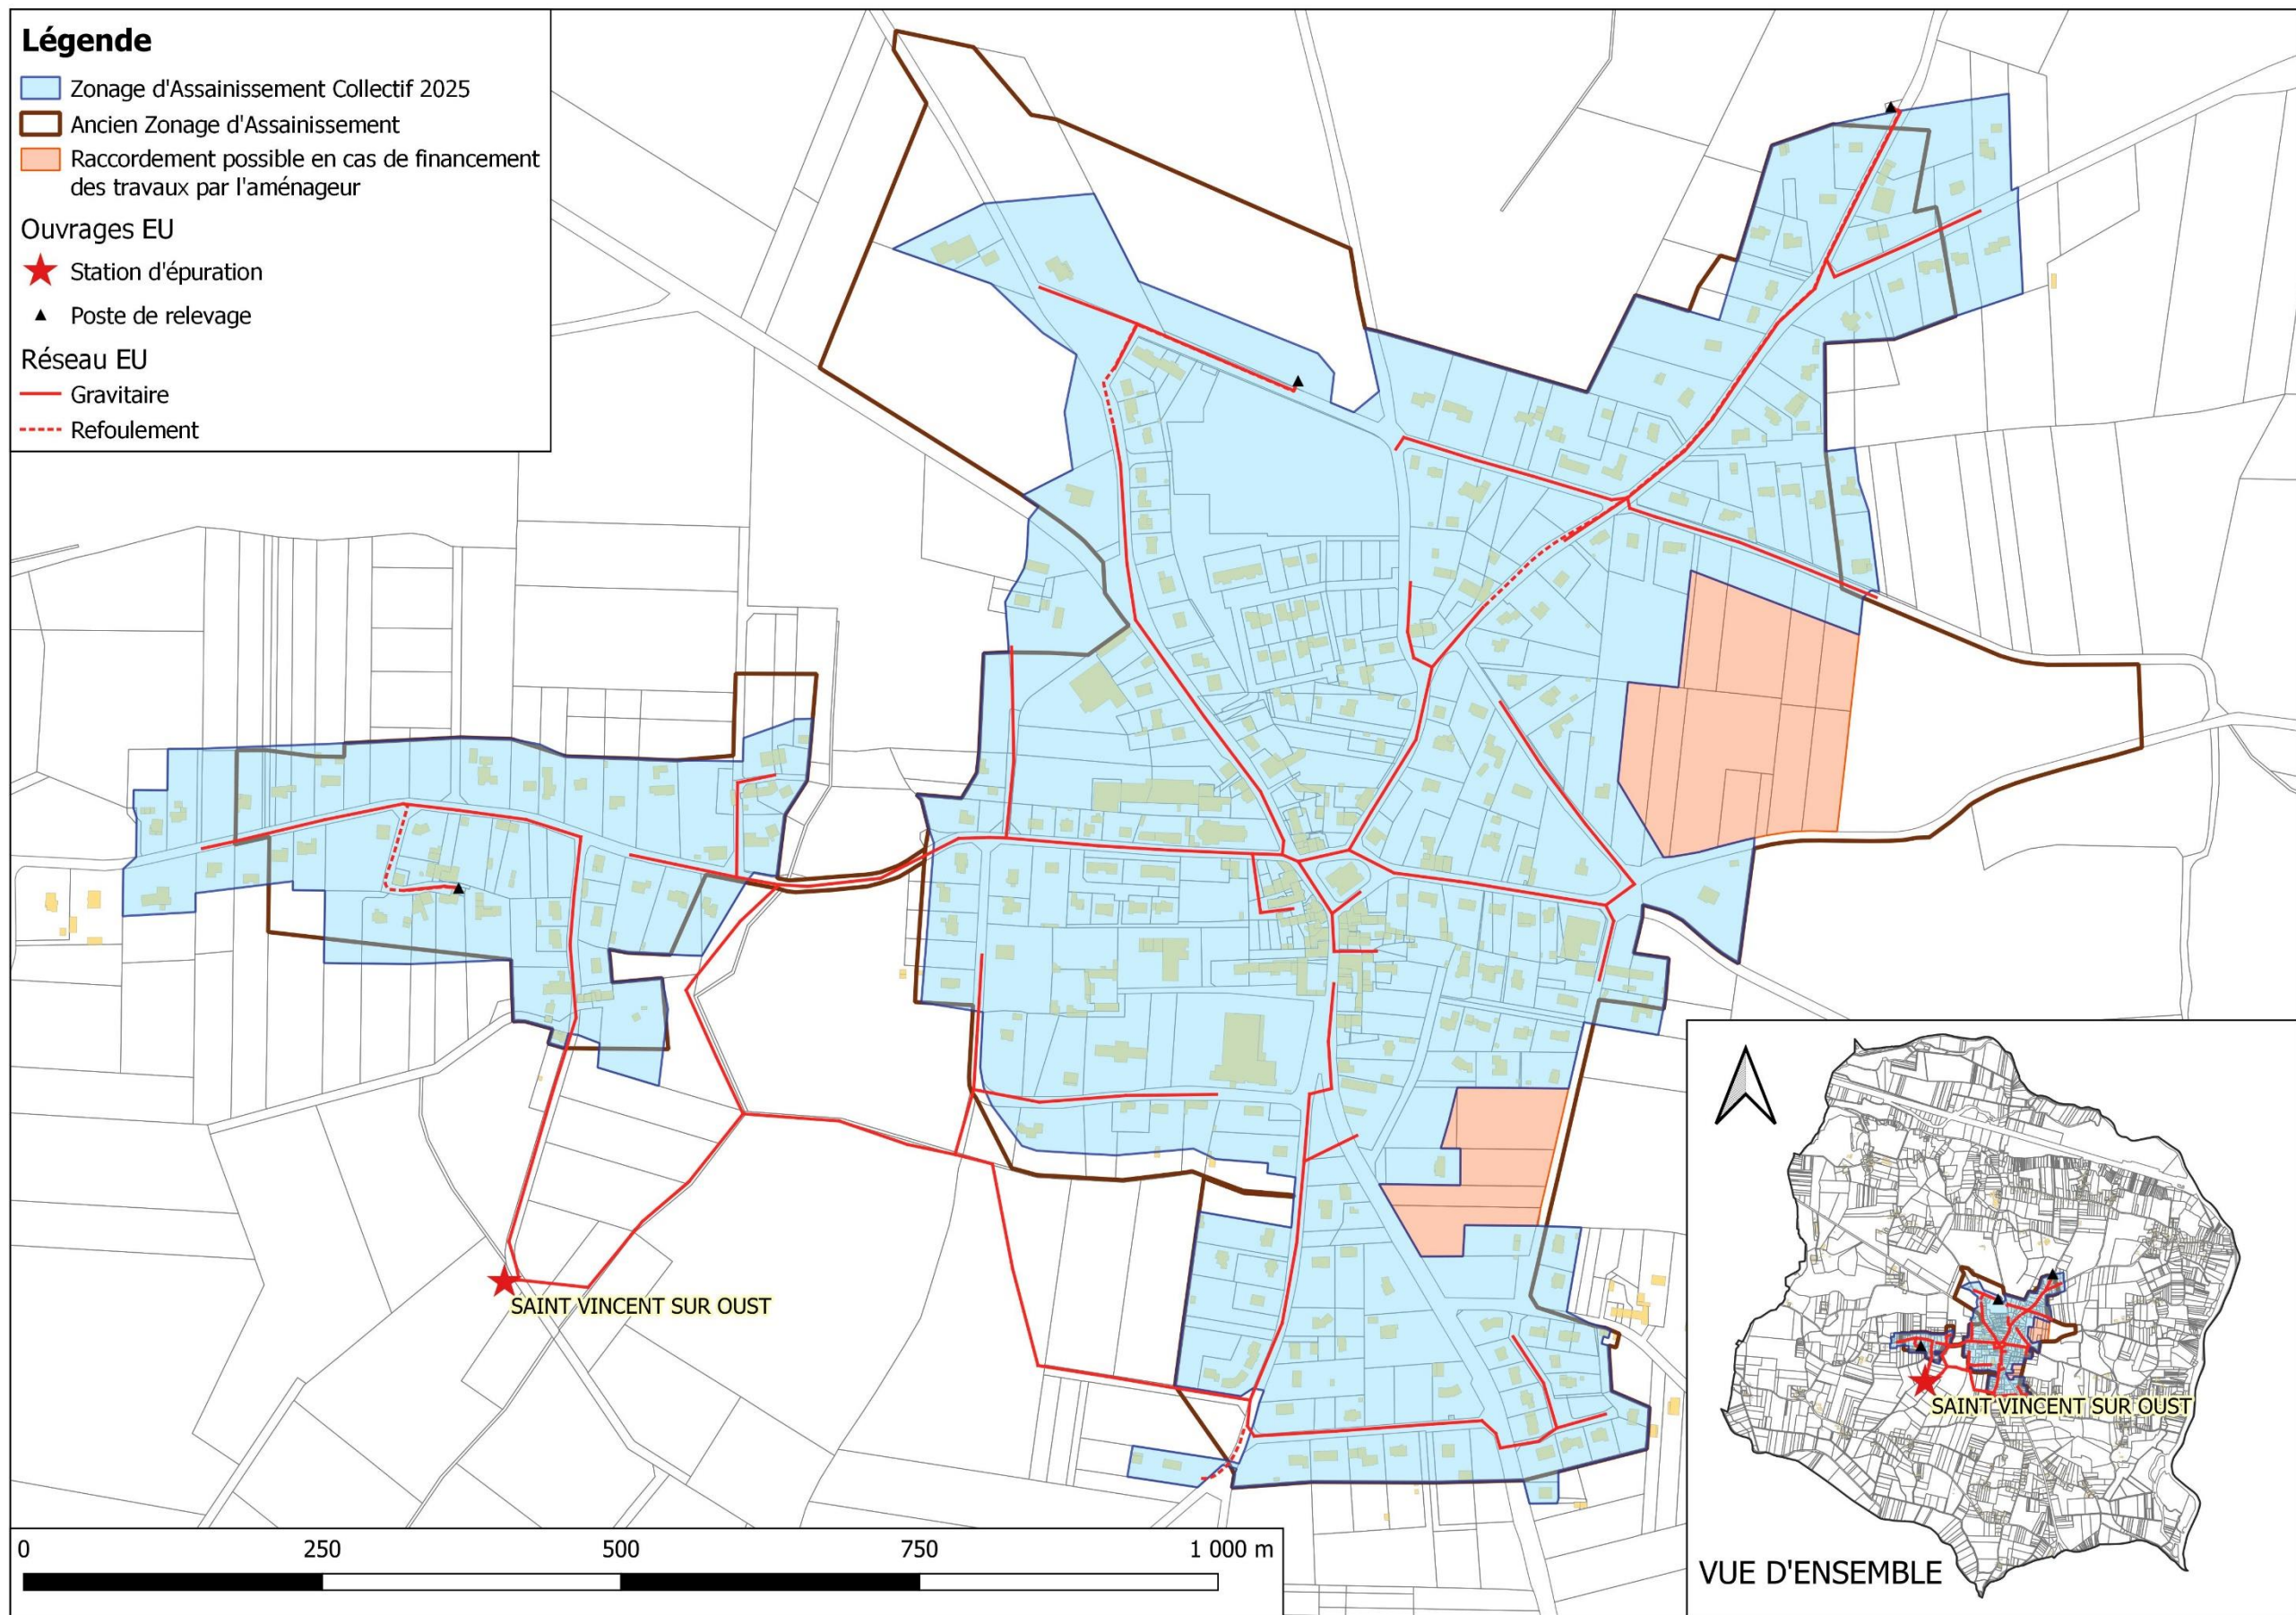 Légende
Zonage d'Assainissement Collectif 2025
Ancien Zonage d'Assainissement
Raccordement possible en cas de financement
des travaux par l'aménageur
Ouvrages EU
Station d'épuration
Poste de relevage
Réseau EU
Gravitaire
Refoulement
SAINT VINCENT SUR OUST
SAINT VINCENT SUR OUST
VUE D'ENSEMBLE
0 250 500 750 1 000 m